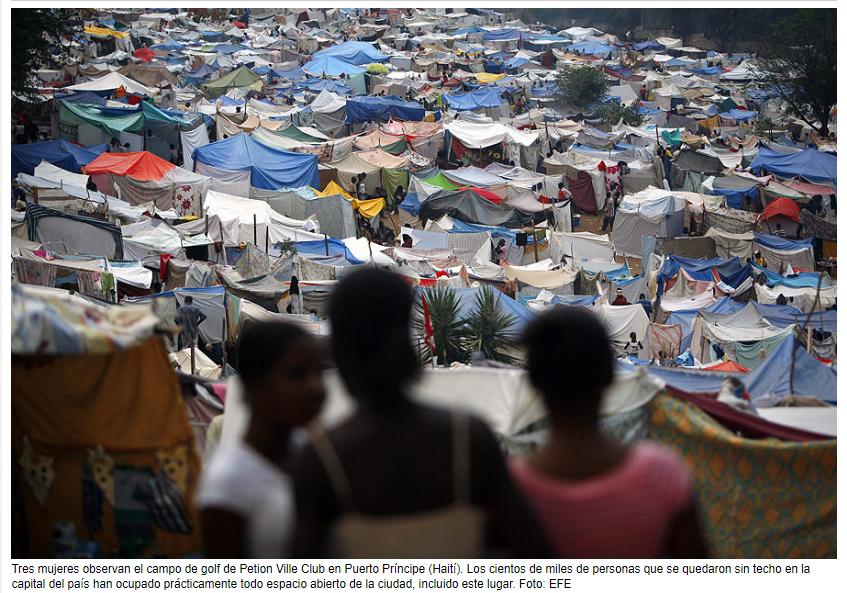 Tres mujeres observan el campo de golf de Petion Ville Club en Puerto Príncipe (Haití). Los cientos de miles de personas que se quedaron sin techo en la
capital del país han ocupado prácticamente todo espacio abierto de la ciudad, incluido este lugar. Foto: EFE